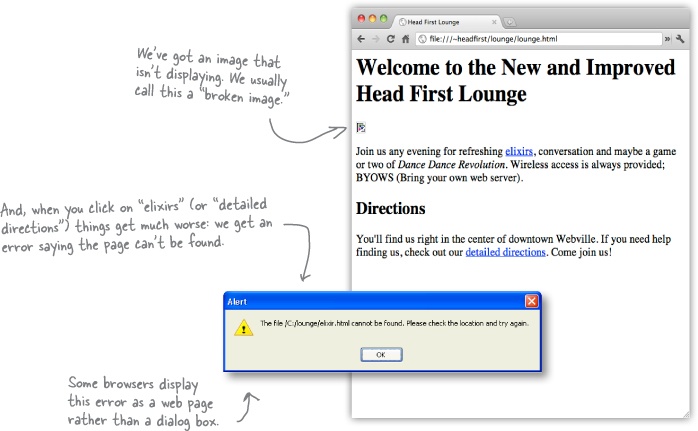 Head First Lounge
file:///~headfirst/lounge/lounge.html
We've got an image that
isn't displaying. We usually
call this a "broken image."
Welcome to the New and Improved
Head First Lounge
Join us any evening for refreshing elixirs, conversation and maybe a game
or two of Dance Dance Revolution. Wireless access is always provided;
BYOWS (Bring your own web server).
And, when you click on "elixirs" (or "detailed
directions") things get much worse: we get an
error saying the page can't be found.
Directions
You'll find us right in the center of downtown Webville. If you need help
finding us, check out our detailed directions. Come join us!
Alert
The file /C:/lounge/elixir.html cannot be found. Please check the location and try again.
OK
Some browsers display
this error as a web page
rather than a dialog box.